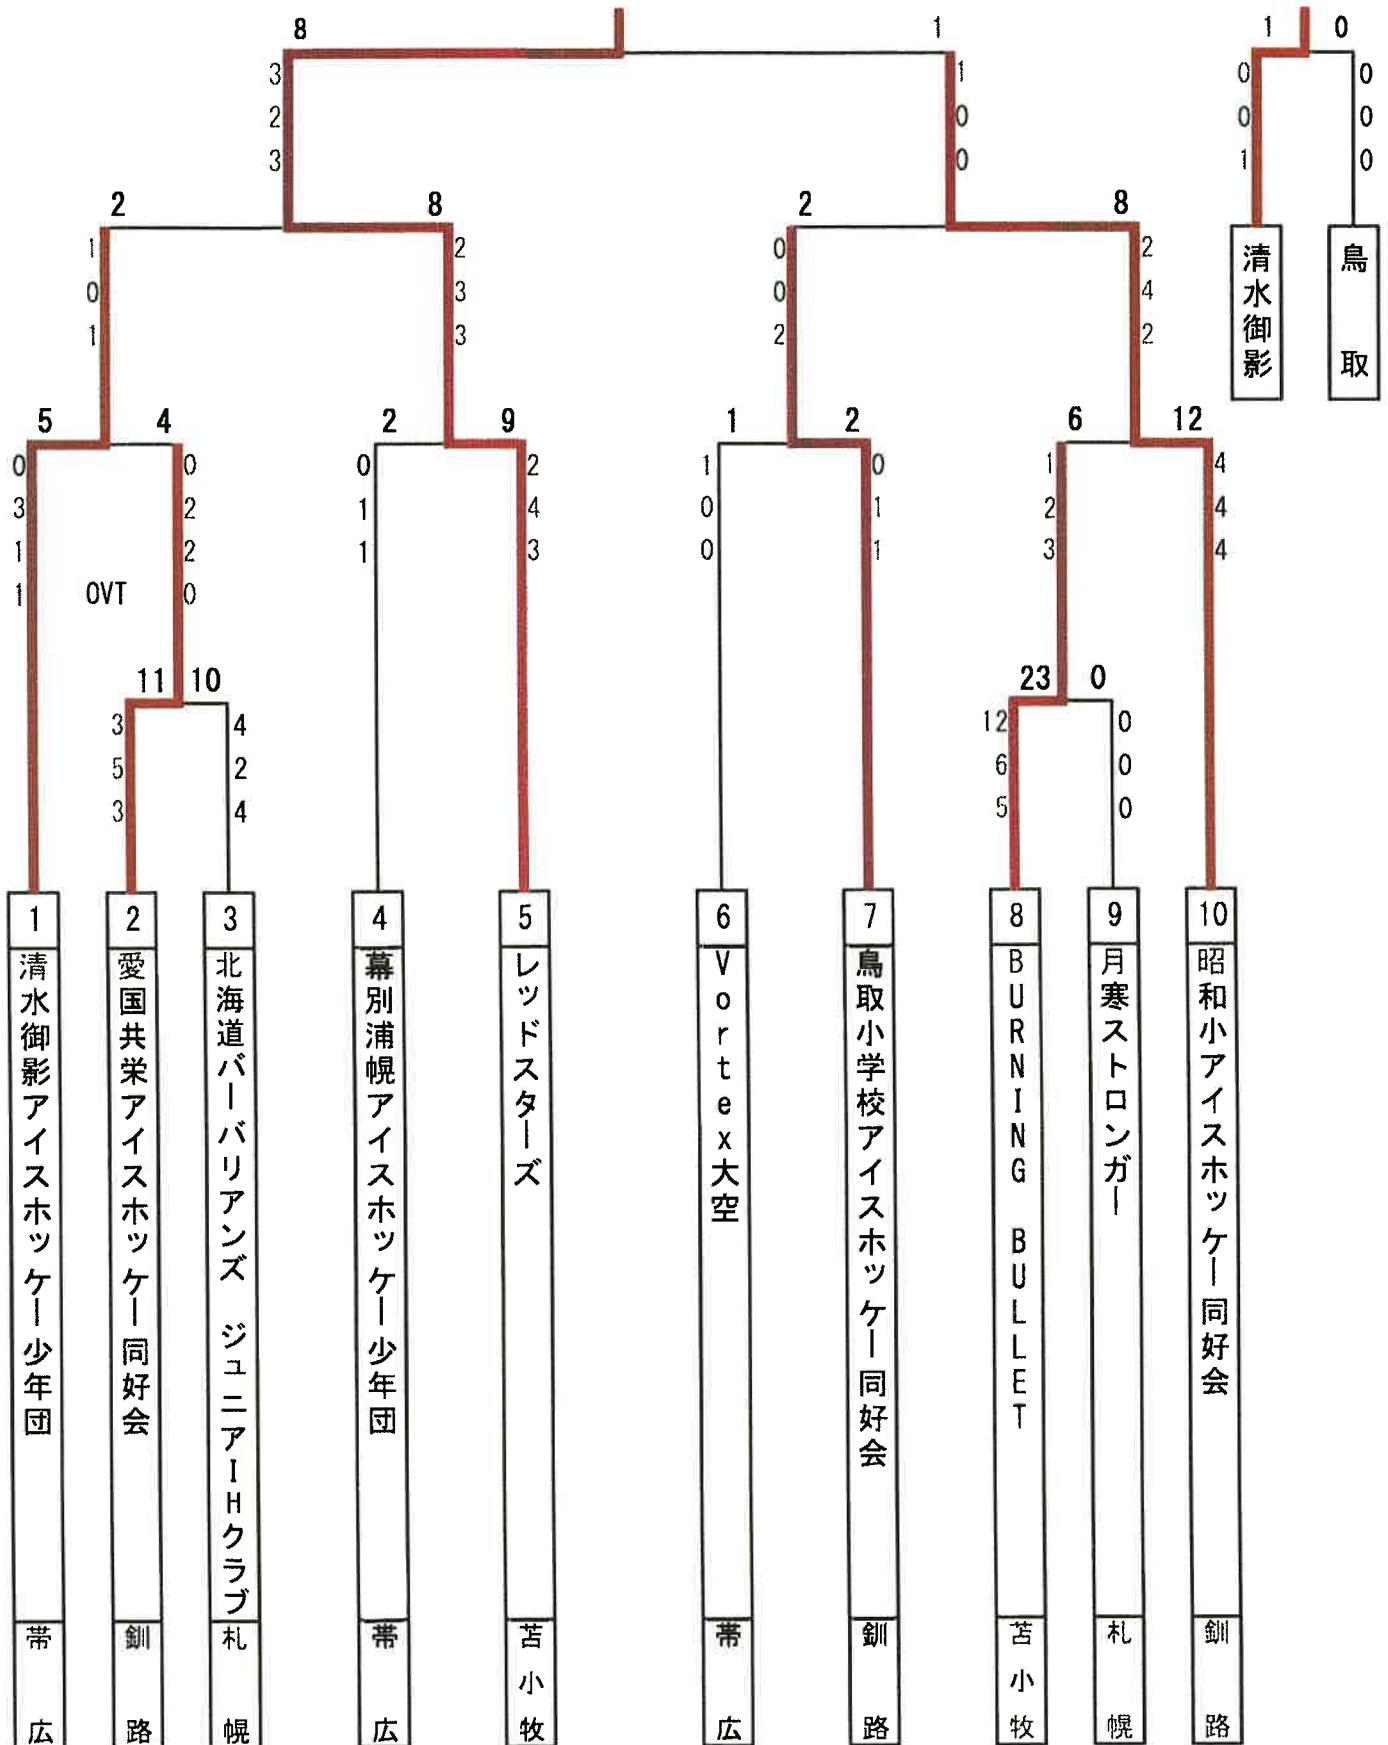 8 1
3 1
2 0
3 0
1 0
0 0
0 0
1 0
清水御影
鳥取
2 8
1 2
0 3
1 3
2 8
0 2
0 4
2 2
5 4
0 0
3 2
1 2
1 OVT 0
2 9
0 2
1 4
1 3
1 2
1 0
0 1
0 1
6 12
1 4
2 4
3 4
11 10
3 4
5 2
3 4
23 0
12 0
6 0
5 0
1
清水御影アイスホッケー少年団
帯広
2
愛国共栄アイスホッケー同好会
釧路
3
北海道バーバリアンズ ジュニアIHクラブ
札幌
4
幕別浦幌アイスホッケー少年団
帯広
5
レッドスターズ
苫小牧
6
Vortex大空
帯広
7
鳥取小学校アイスホッケー同好会
釧路
8
BURNING BULLET
苫小牧
9
月寒ストロンガー
札幌
10
昭和小アイスホッケー同好会
釧路